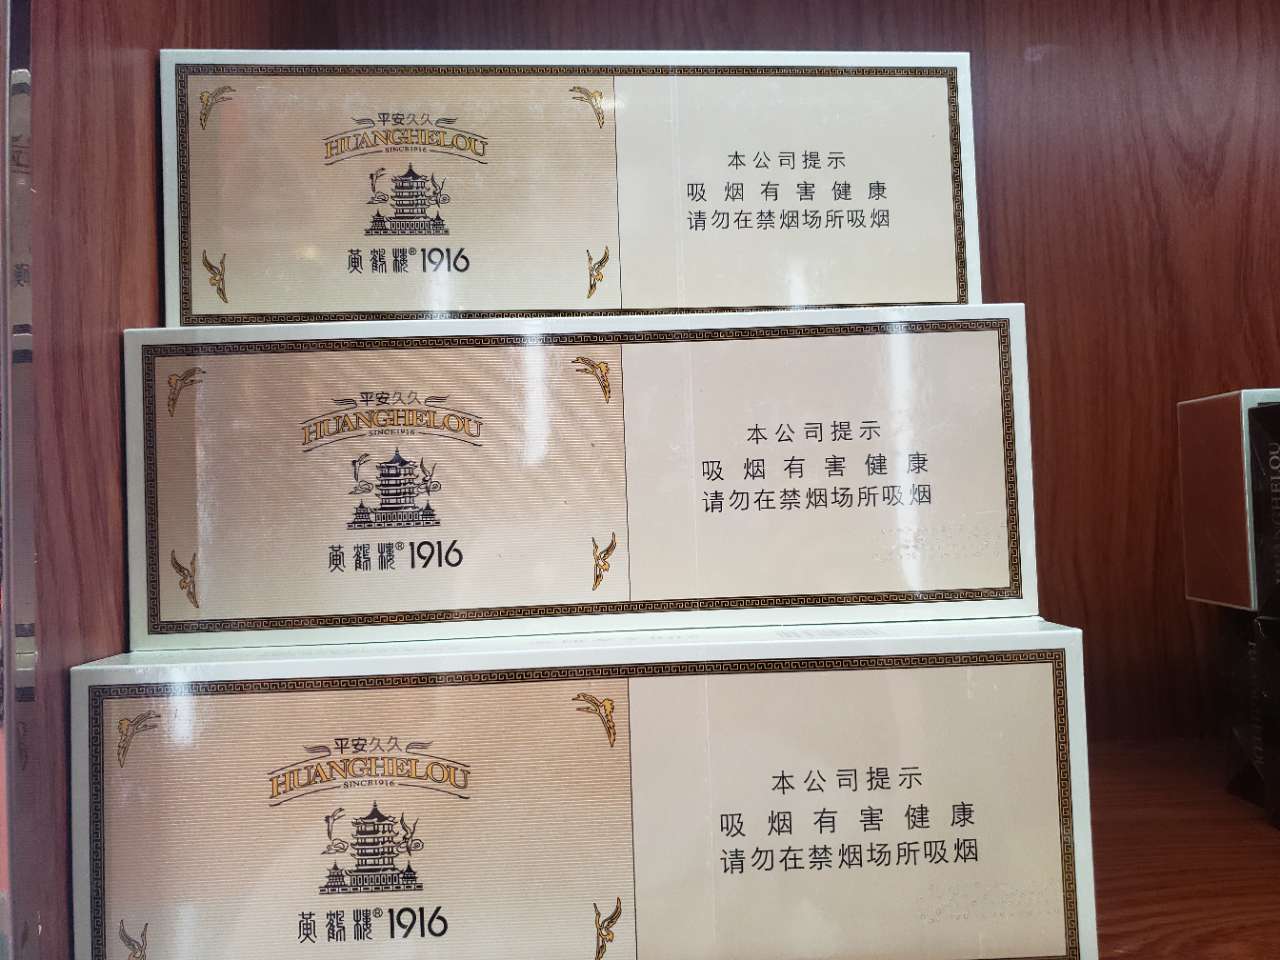 平安久久
HUANGHELOU
SINCE1916
黄鹤楼® 1916
本公司提示
吸烟有害健康
请勿在禁烟场所吸烟
平安久久
HUANGHELOU
SINCE1916
黄鹤楼® 1916
本公司提示
吸烟有害健康
请勿在禁烟场所吸烟
平安久久
HUANGHELOU
SINCE1916
黄鹤楼® 1916
本公司提示
吸烟有害健康
请勿在禁烟场所吸烟